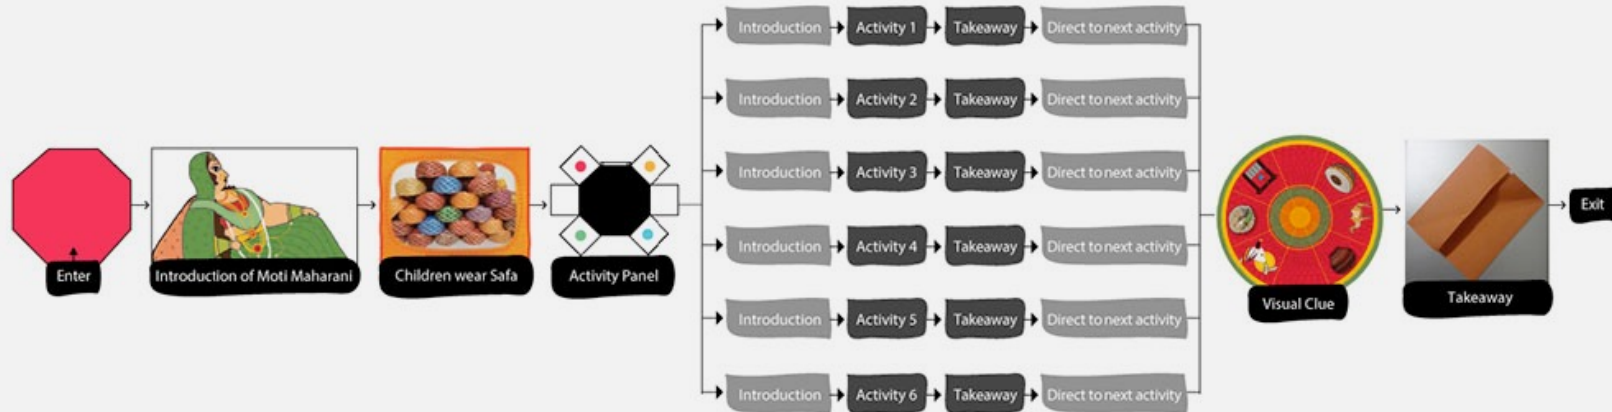 Enter
Introduction of Moti Maharani
Children wear Safa
Activity Panel
Introduction Activity 1 Takeaway Direct to next activity
Introduction Activity 2 Takeaway Direct to next activity
Introduction Activity 3 Takeaway Direct to next activity
Introduction Activity 4 Takeaway Direct to next activity
Introduction Activity 5 Takeaway Direct to next activity
Introduction Activity 6 Takeaway Direct to next activity
Visual Clue
Takeaway
Exit